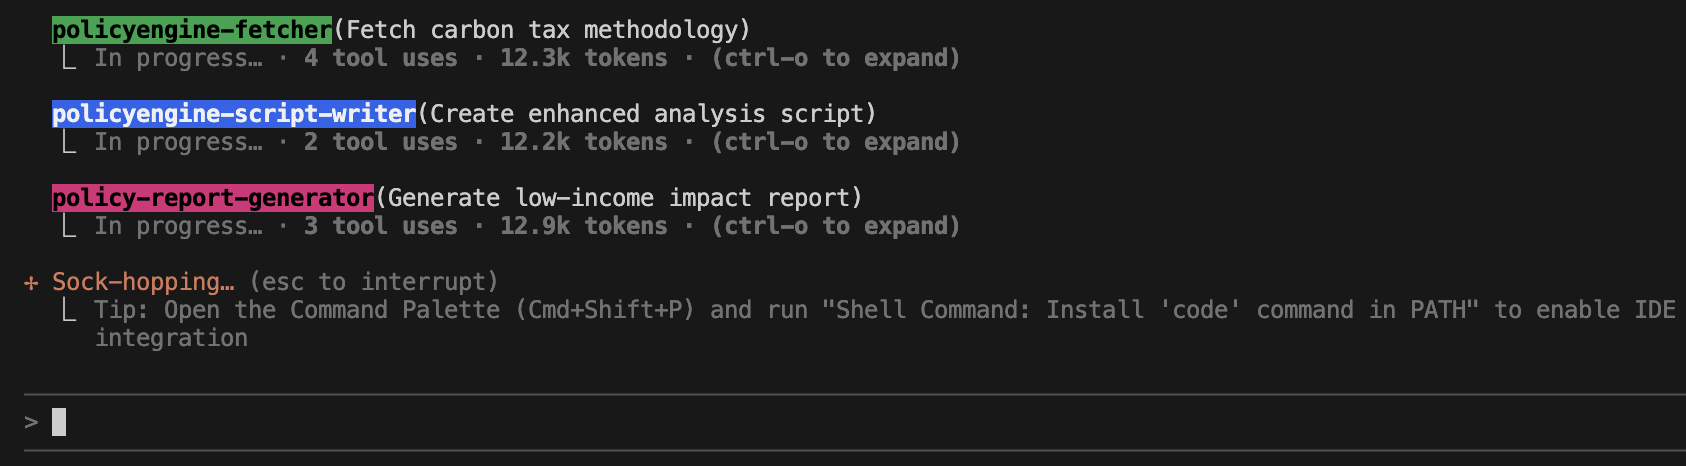 policyengine-fetcher(Fetch carbon tax methodology)
⎿ In progress… · 4 tool uses · 12.3k tokens · (ctrl-o to expand)
policyengine-script-writer(Create enhanced analysis script)
⎿ In progress… · 2 tool uses · 12.2k tokens · (ctrl-o to expand)
policy-report-generator(Generate low-income impact report)
⎿ In progress… · 3 tool uses · 12.9k tokens · (ctrl-o to expand)
✢ Sock-hopping… (esc to interrupt)
⎿ Tip: Open the Command Palette (Cmd+Shift+P) and run "Shell Command: Install 'code' command in PATH" to enable IDE
integration
>